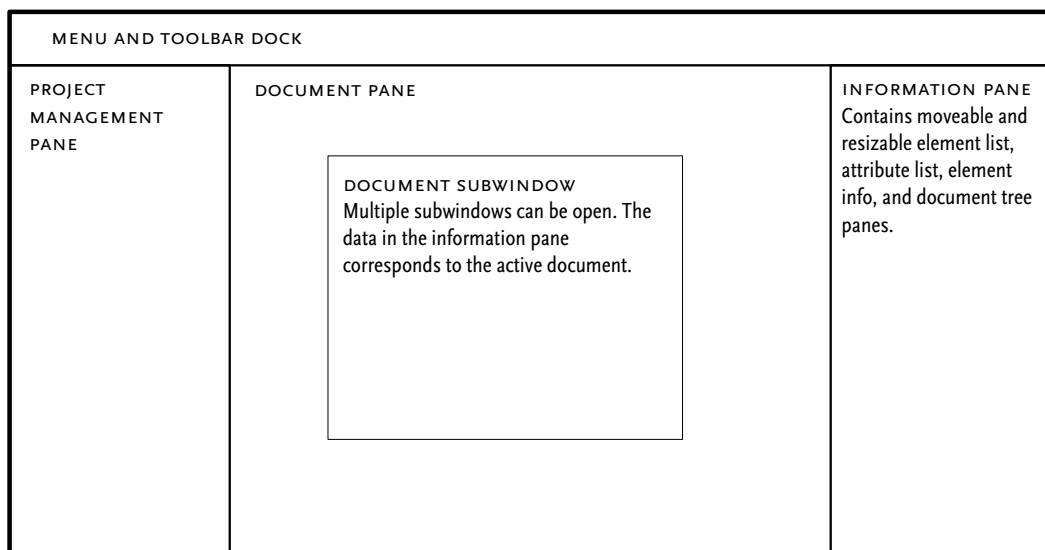 MENU AND TOOLBAR DOCK
PROJECT
MANAGEMENT
PANE
DOCUMENT PANE
DOCUMENT SUBWINDOW
Multiple subwindows can be open. The
data in the information pane
corresponds to the active document.
INFORMATION PANE
Contains moveable and
resizable element list,
attribute list, element
info, and document tree
panes.